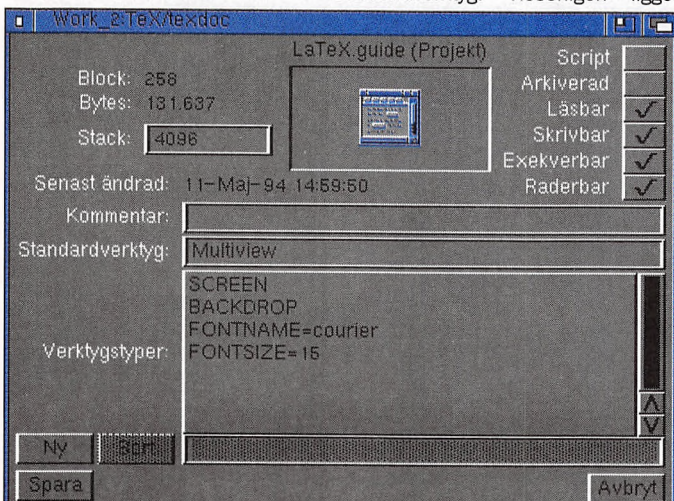 Work_2:TeX/texdoc
LaTeX.guide (Projekt)
Block: 258
Bytes: 131.637
Stack: 4096
Script
Arkiverad
Läsbar
Skrivbar
Exekverbar
Raderbar
Senast ändrad: 11-Maj-94 14:59:50
Kommentar:
Standardverktyg: Multiview
Verktygstyper:
SCREEN
BACKDROP
FONTNAME=courier
FONTSIZE=15
Ny
Spara
Avbryt